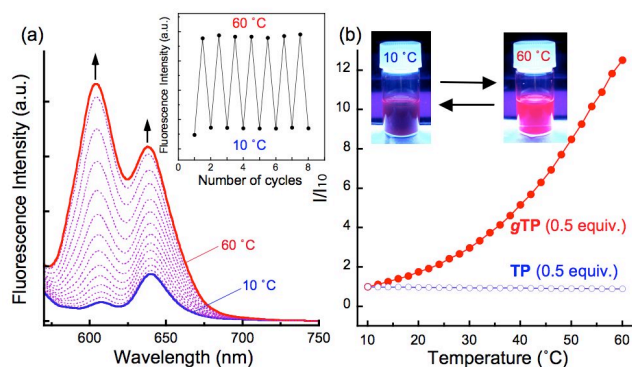 (a)
60 ˚C
10 ˚C
Fluorescence Intensity (a.u.)
0
2
4
6
8
10
Number of cycles
60 ˚C
10 ˚C
Fluorescence Intensity (a.u.)
600
650
700
750
Wavelength (nm)
(b)
10 ˚C
60 ˚C
12
10
8
6
4
2
0
I/I10
gTP (0.5 equiv.)
TP (0.5 equiv.)
10
20
30
40
50
60
Temperature (˚C)